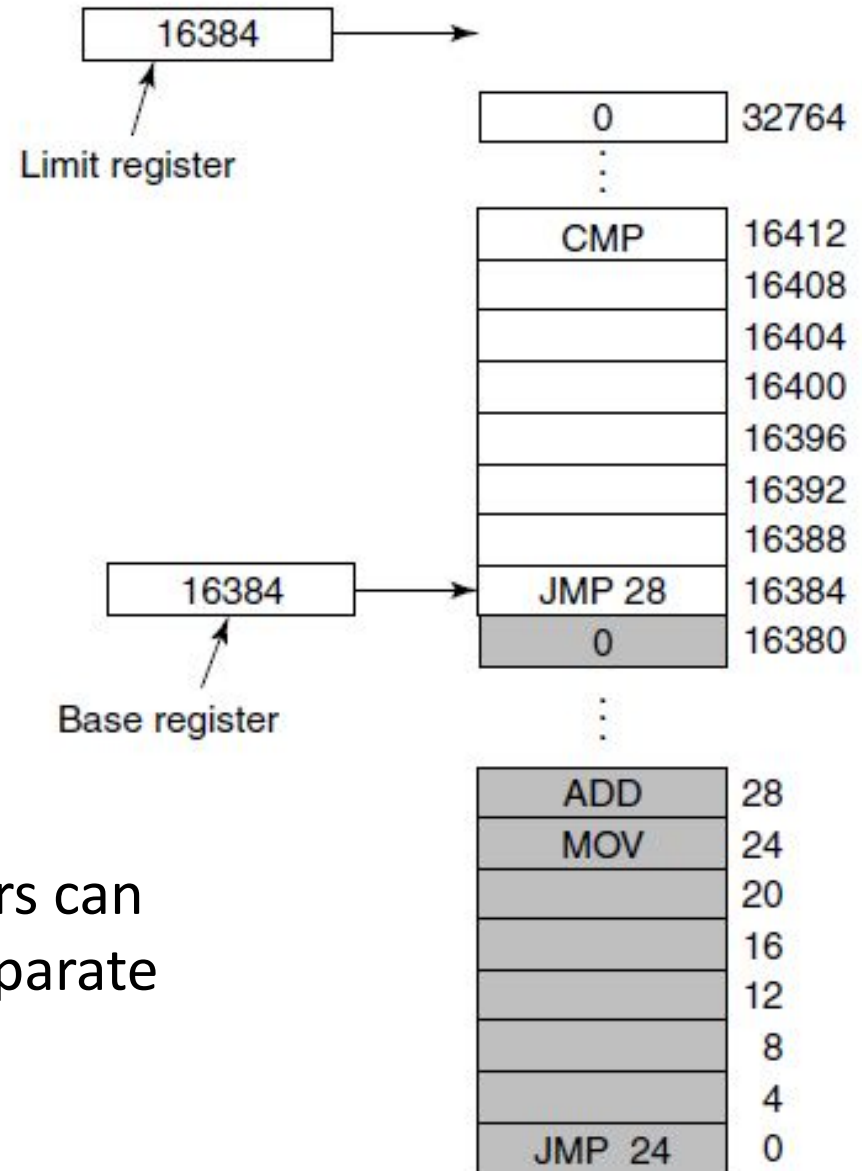 16384
Limit register
0 32764
CMP 16412
16408
16404
16400
16396
16392
16388
16384
JMP 28 16384
0 16380
Base register
ADD 28
MOV 24
rs can
20
16
parate
12
8
4
JMP 24 0